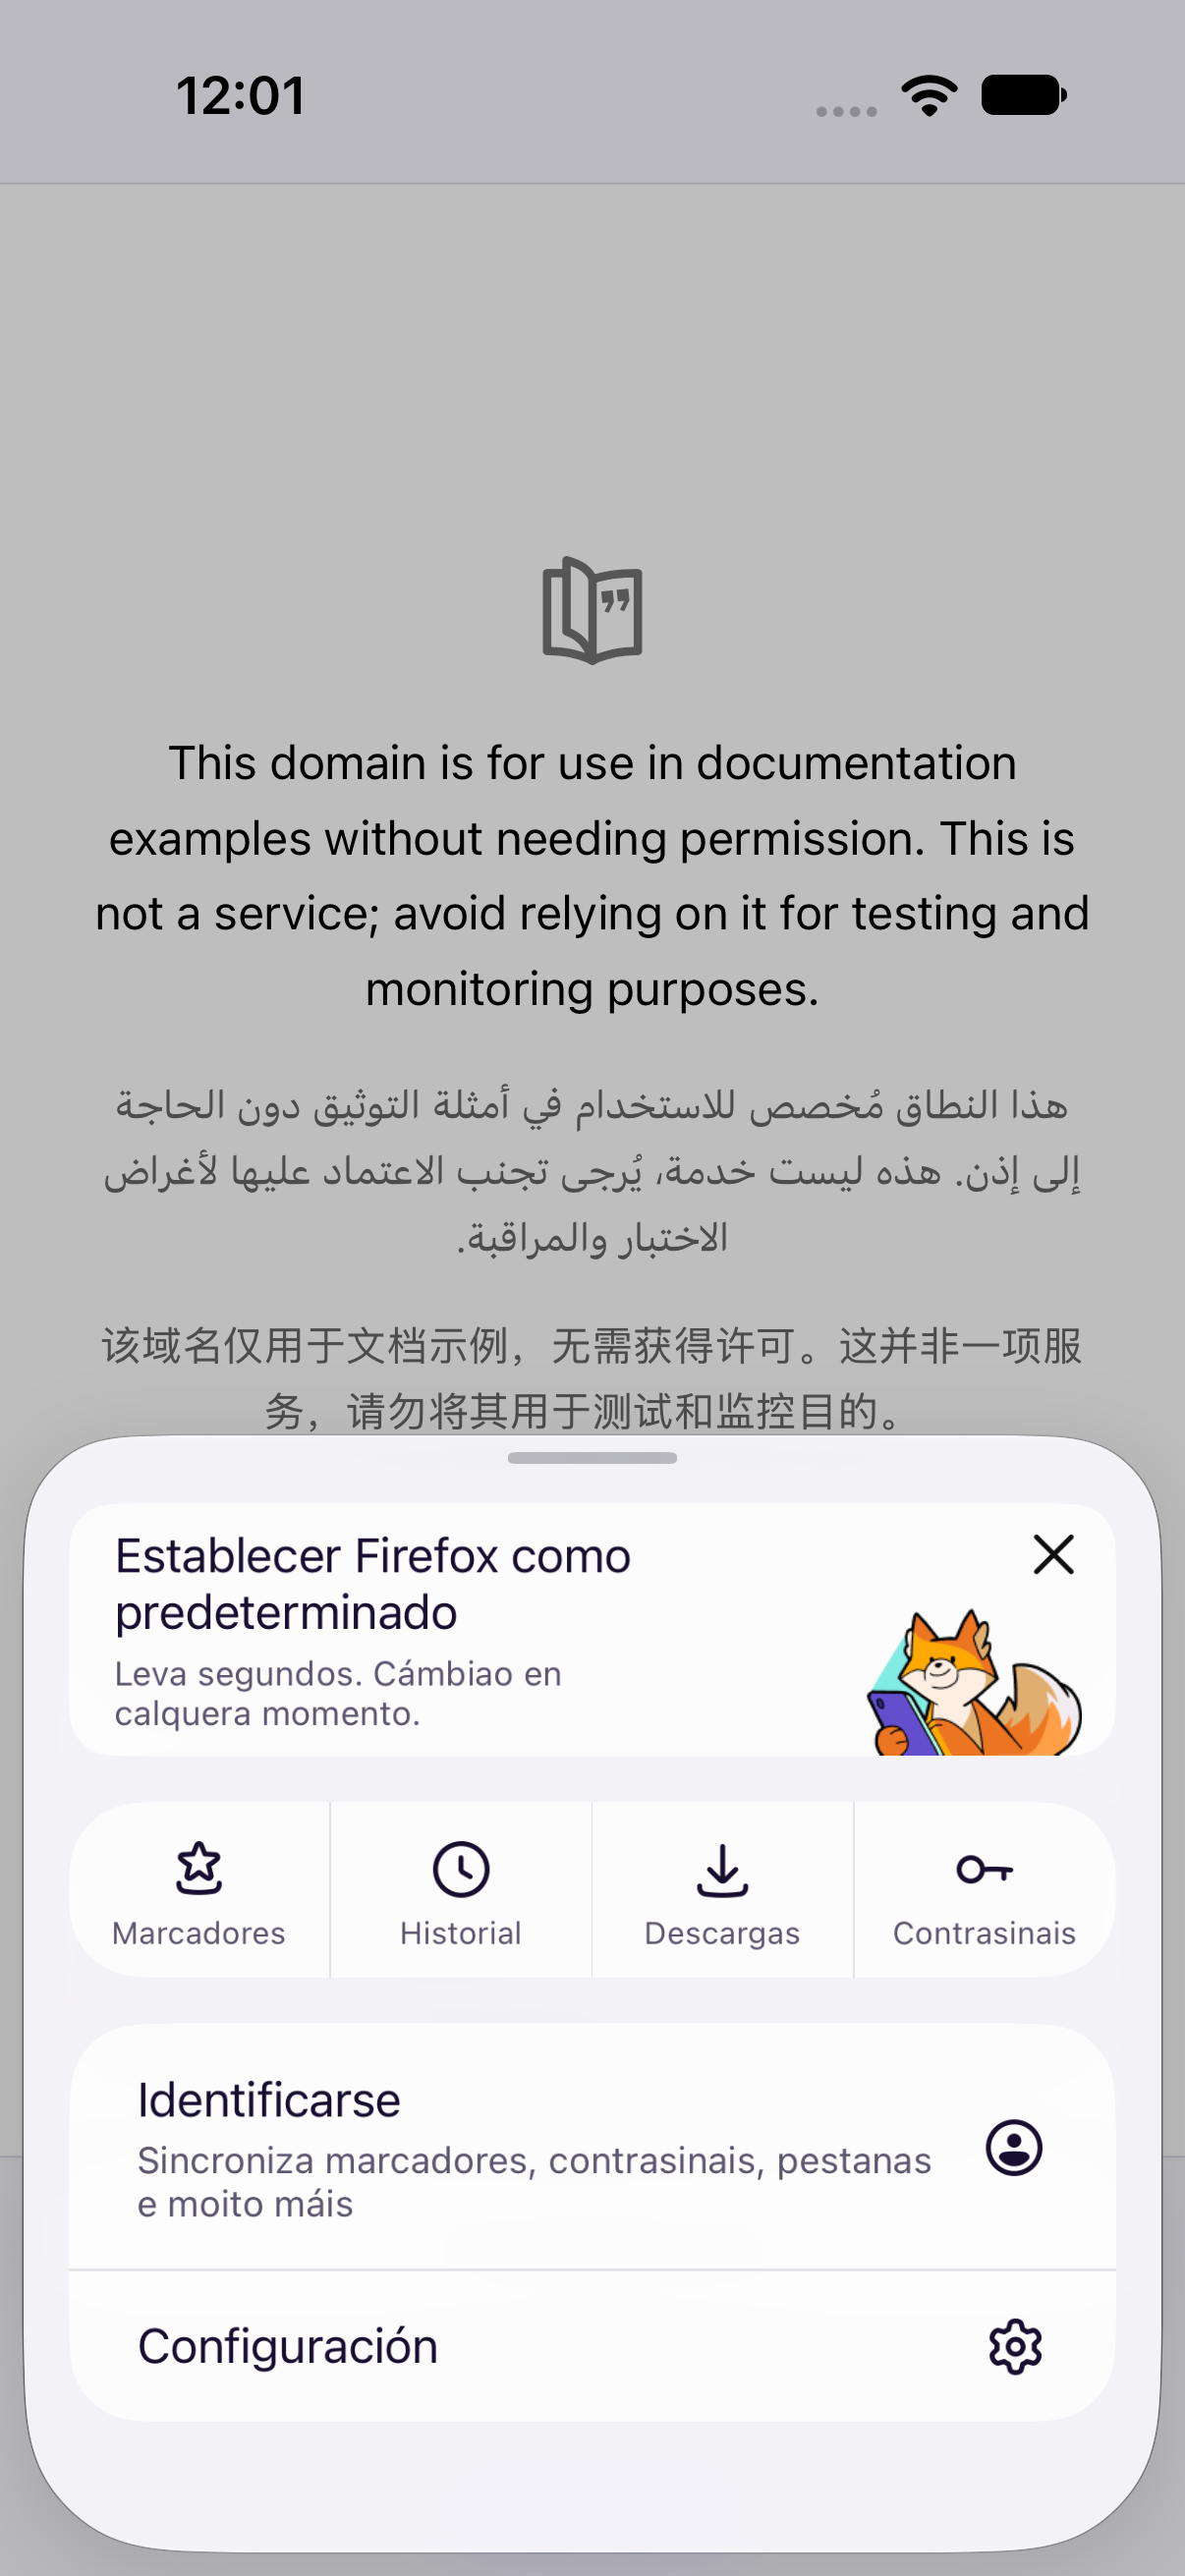 12:01
This domain is for use in documentation
examples without needing permission. This is
not a service; avoid relying on it for testing and
monitoring purposes.
هذا النطاق مُخصص للاستخدام في أمثلة التوثيق دون الحاجة
إلى إذن. هذه ليست خدمة، يُرجى تجنب الاعتماد عليها لأغراض
الاختبار والمراقبة.
该域名仅用于文档示例，无需获得许可。这并非一项服
务，请勿将其用于测试和监控目的。
Establecer Firefox como
predeterminado
Leva segundos. Cámbiao en
calquera momento.
Marcadores
Historial
Descargas
Contrasinais
Identificarse
Sincroniza marcadores, contrasinais, pestanas
e moito máis
Configuración